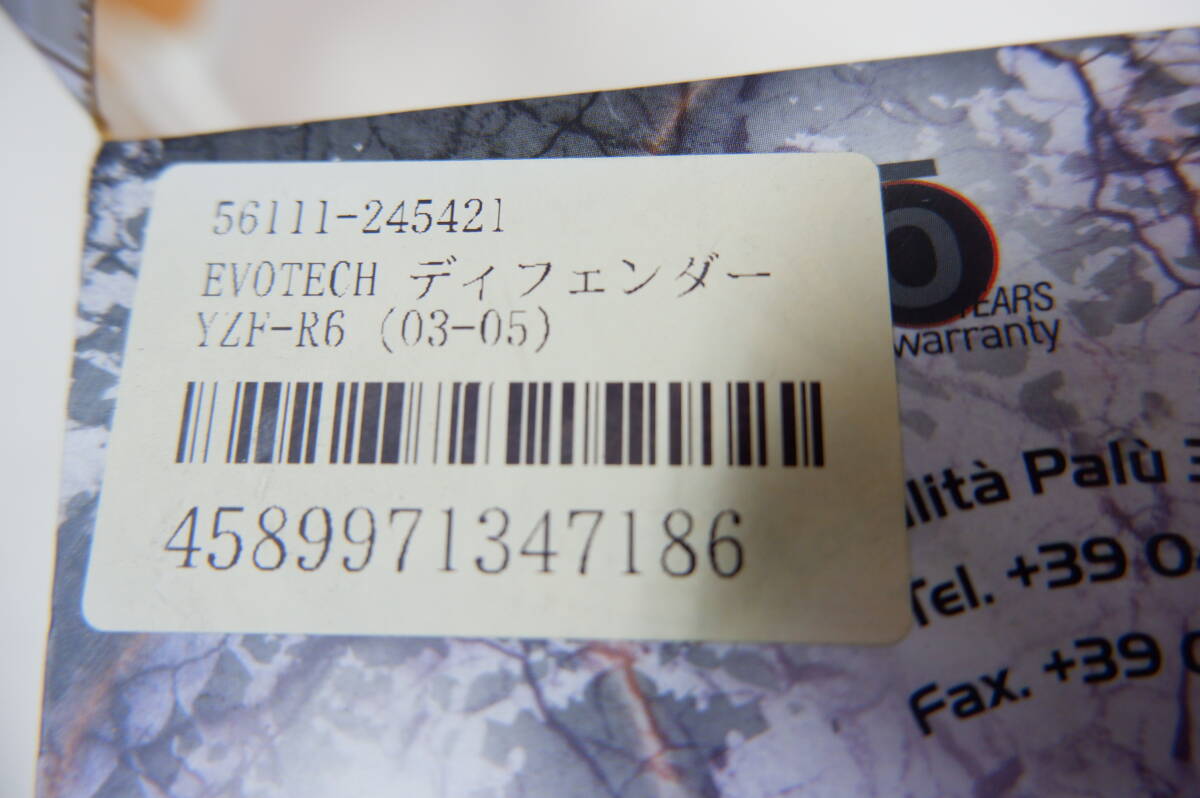 56111-245421
EVOTECH ディフェンダー
YZF-R6 (03-05)
4589971347186
YEARS
warranty
Palù
Tel. +39
Fax. +39